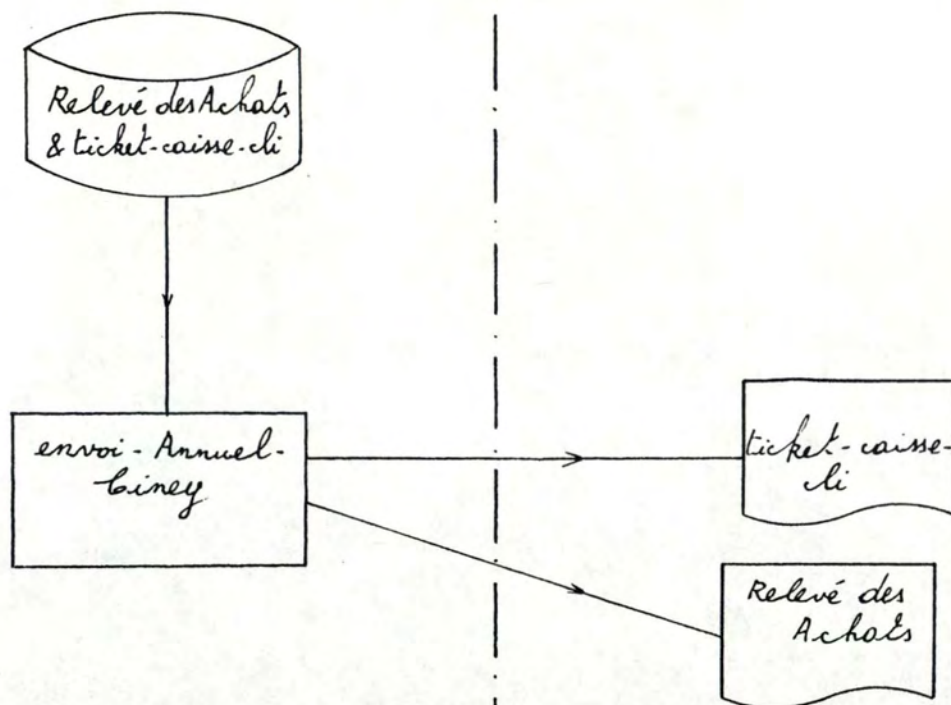 Relevé des Achats
& ticket-caisse-cli
envoi-Annuel-
Ciney
ticket-caisse-
cli
Relevé des
Achats